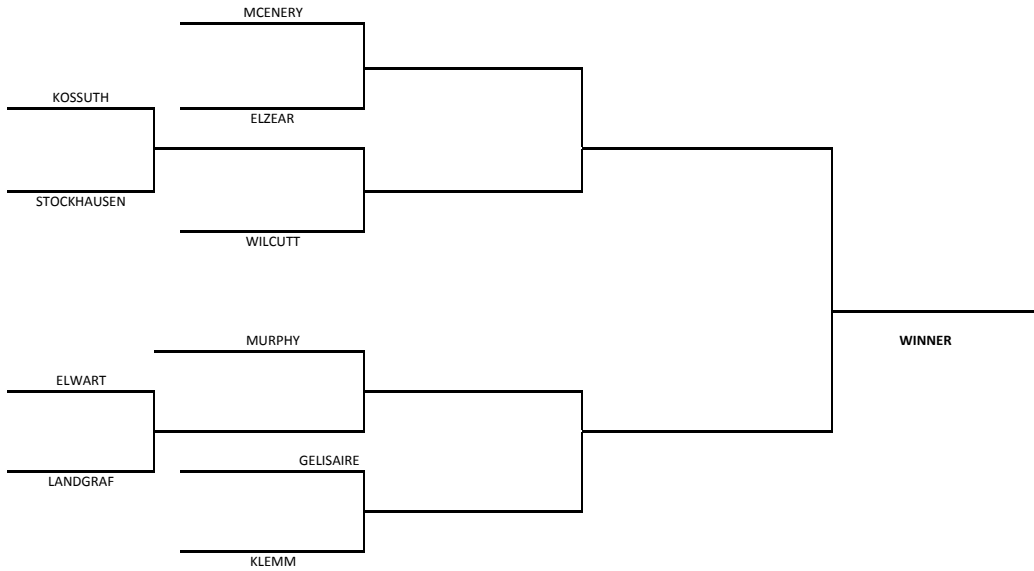 MCENERY
KOSSUTH
ELZEAR
STOCKHAUSEN
WILCUTT
MURPHY
WINNER
ELWART
GELISAIRE
LANDGRAF
KLEMM